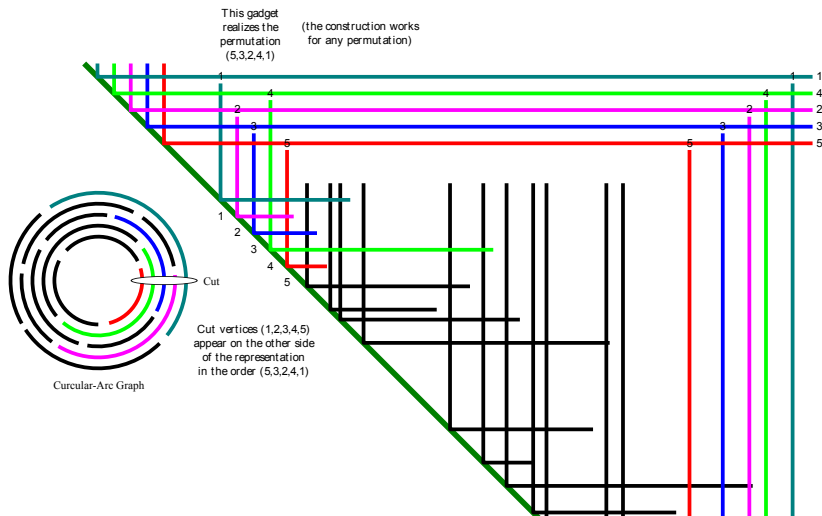 This gadget
realizes the
permutation
(5,3,2,4,1)
(the construction works
for any permutation)
1
1
1
4
4
4
2
2
2
3
3
3
5
5
5
1
2
3
4
5
Cut
Cut vertices (1,2,3,4,5)
appear on the other side
of the representation
in the order (5,3,2,4,1)
Curcular-Arc Graph